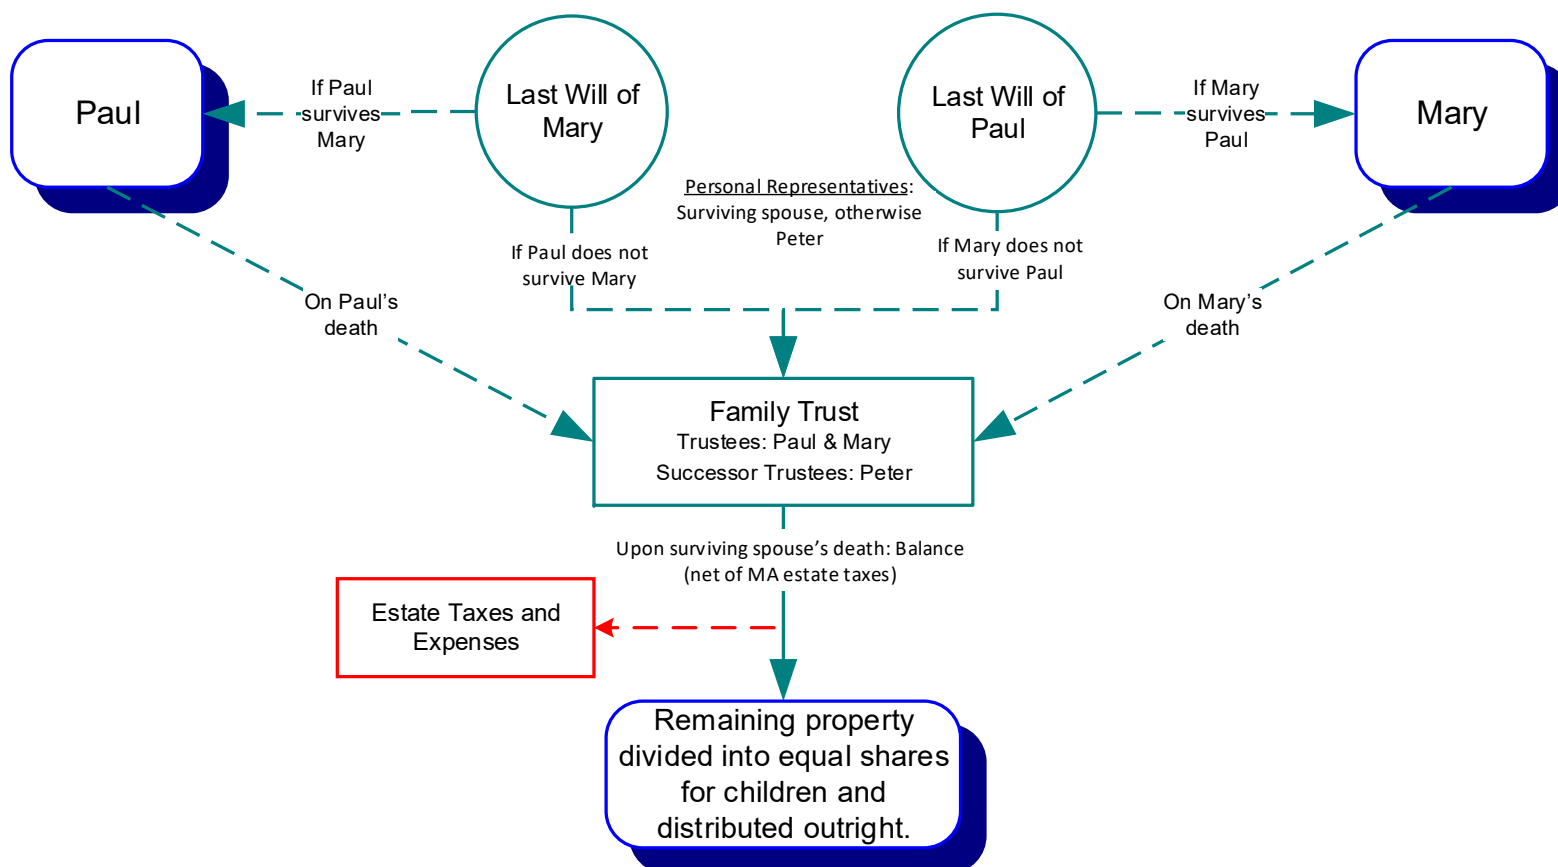 Paul
If Paul
survives
Mary
Last Will of
Mary
Last Will of
Paul
If Mary
survives
Paul
Mary
Personal Representatives:
Surviving spouse, otherwise
Peter
If Paul does not
survive Mary
If Mary does not
survive Paul
On Paul's
death
On Mary's
death
Family Trust
Trustees: Paul & Mary
Successor Trustees: Peter
Upon surviving spouse's death: Balance
(net of MA estate taxes)
Estate Taxes and
Expenses
Remaining property
divided into equal shares
for children and
distributed outright.